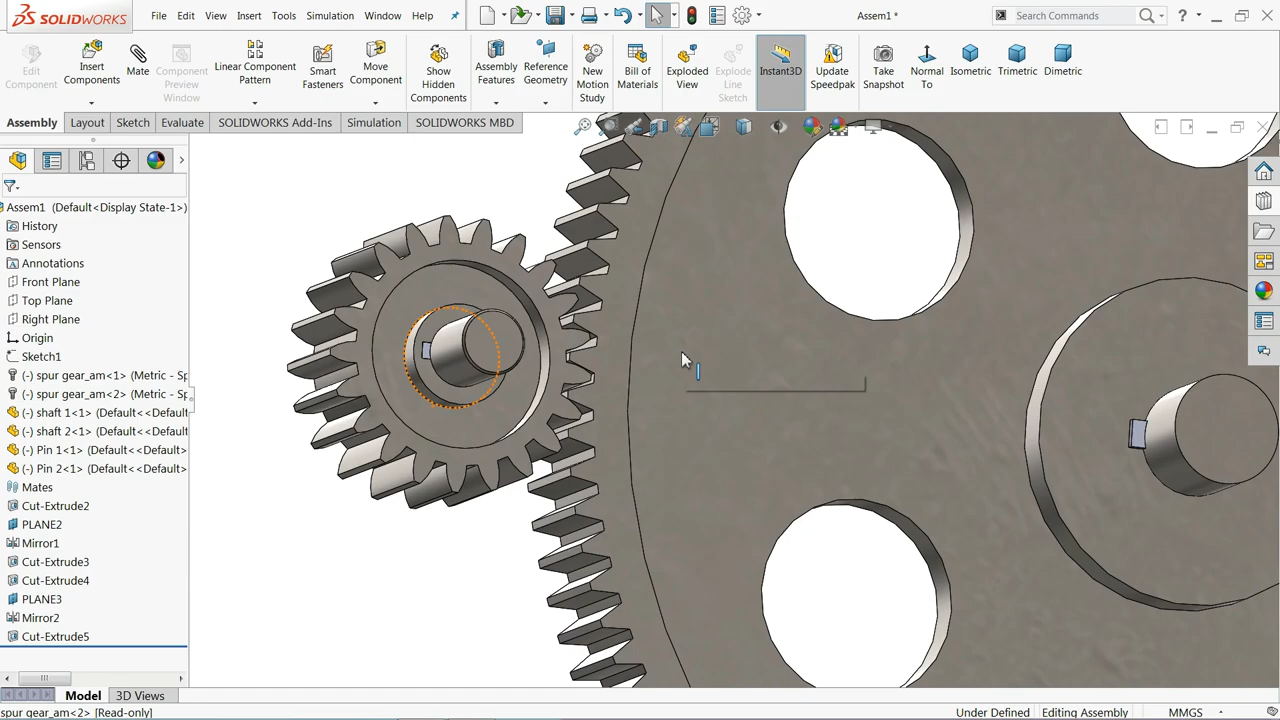 SOLIDWORKS
File Edit View Insert Tools Simulation Window Help
Assem1 *
Search Commands
Edit Component
Insert Components
Mate
Component Preview Window
Linear Component Pattern
Smart Fasteners
Move Component
Show Hidden Components
Assembly Features
Reference Geometry
New Motion Study
Bill of Materials
Exploded View
Explode Line Sketch
Instant3D
Update Speedpak
Take Snapshot
Normal To
Isometric
Trimetric
Dimetric
Assembly Layout Sketch Evaluate SOLIDWORKS Add-Ins Simulation SOLIDWORKS MBD
Assem1 (Default<Display State-1>)
History
Sensors
Annotations
Front Plane
Top Plane
Right Plane
Origin
Sketch1
(-) spur gear_am<1> (Metric - Sp
(-) spur gear_am<2> (Metric - Sp
(-) shaft 1<1> (Default<<Default
(-) shaft 2<1> (Default<<Default
(-) Pin 1<1> (Default<<Default>
(-) Pin 2<1> (Default<<Default>
Mates
Cut-Extrude2
PLANE2
Mirror1
Cut-Extrude3
Cut-Extrude4
PLANE3
Mirror2
Cut-Extrude5
Model 3D Views
spur gear_am<2> [Read-only]
Under Defined Editing Assembly MMGS